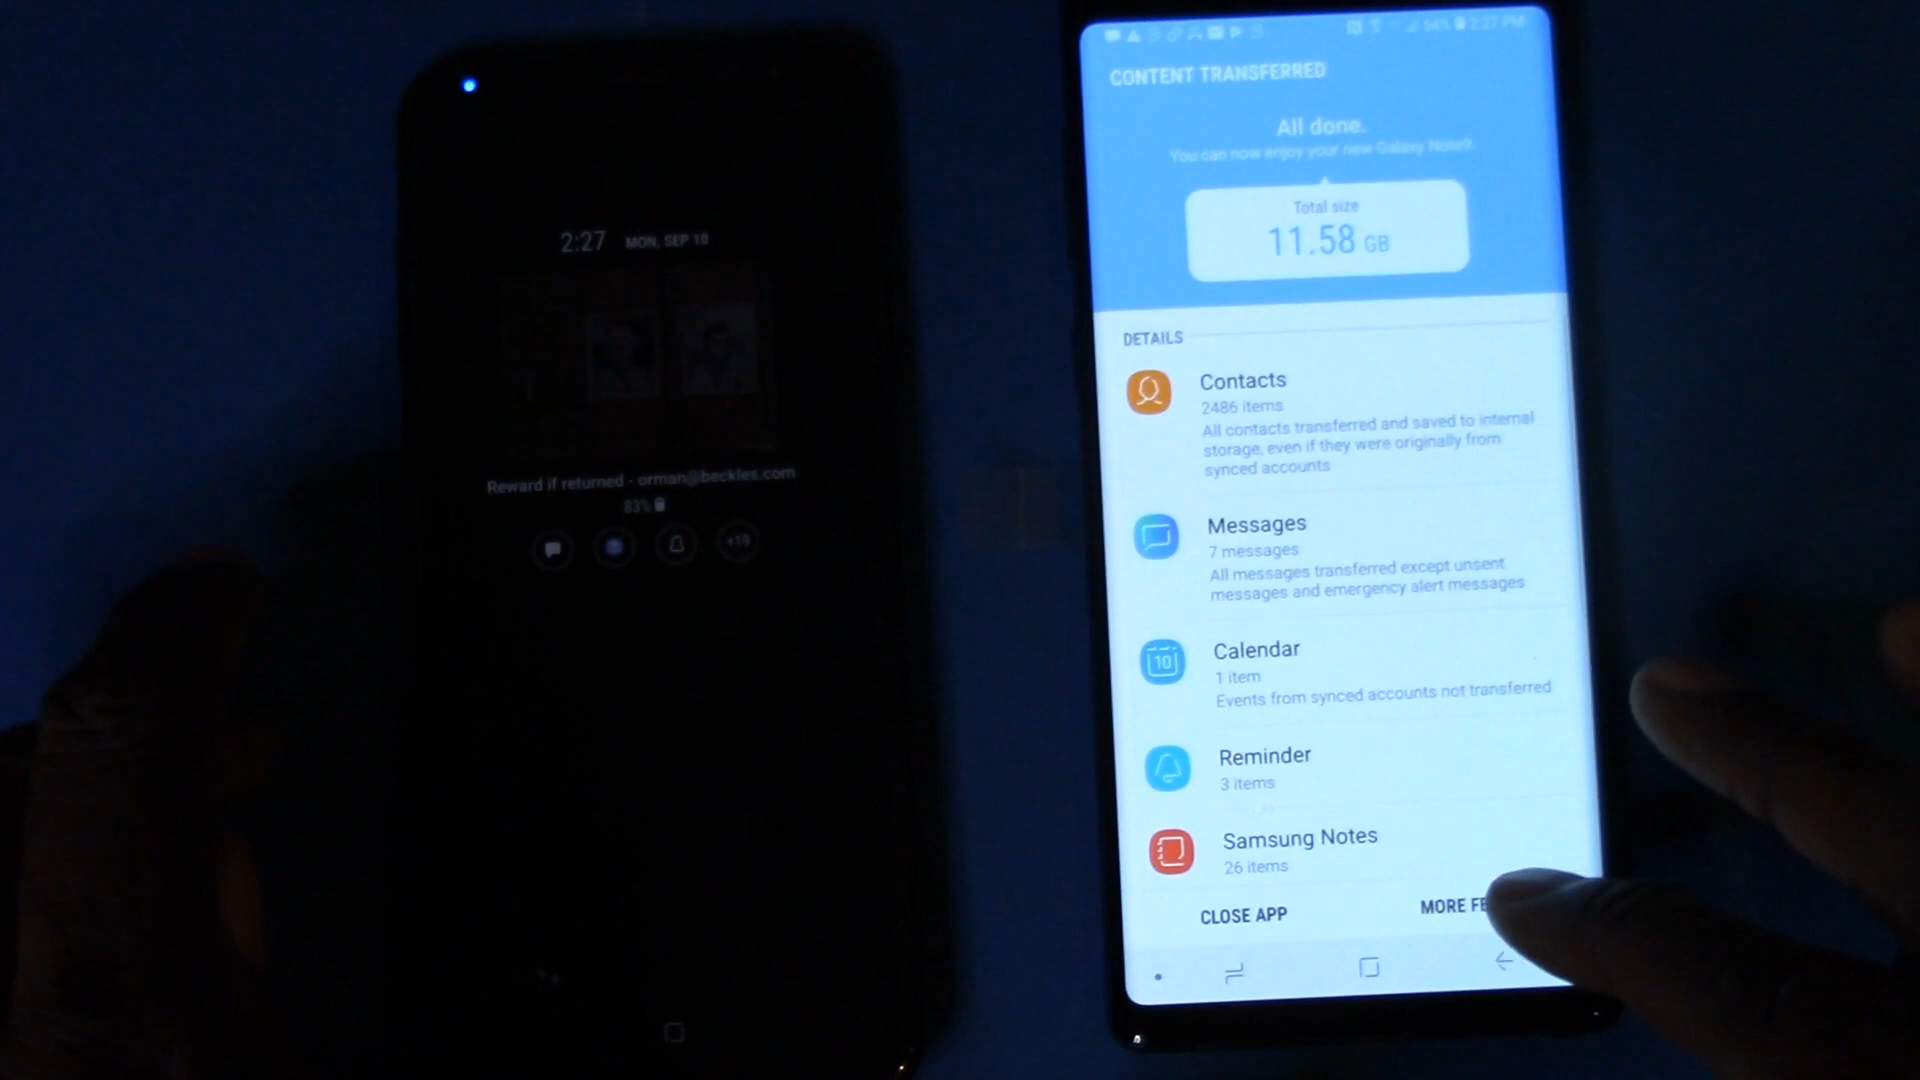 2:27 MON, SEP 10
Reward if returned - orman@beckles.com
83%
+19
64% 2:27 PM
CONTENT TRANSFERRED
All done.
You can now enjoy your new Galaxy Note9.
Total size
11.58 GB
DETAILS
Contacts
2486 items
All contacts transferred and saved to internal
storage, even if they were originally from
synced accounts
Messages
7 messages
All messages transferred except unsent
messages and emergency alert messages
10
Calendar
1 item
Events from synced accounts not transferred
Reminder
3 items
Samsung Notes
26 items
CLOSE APP
MORE FE